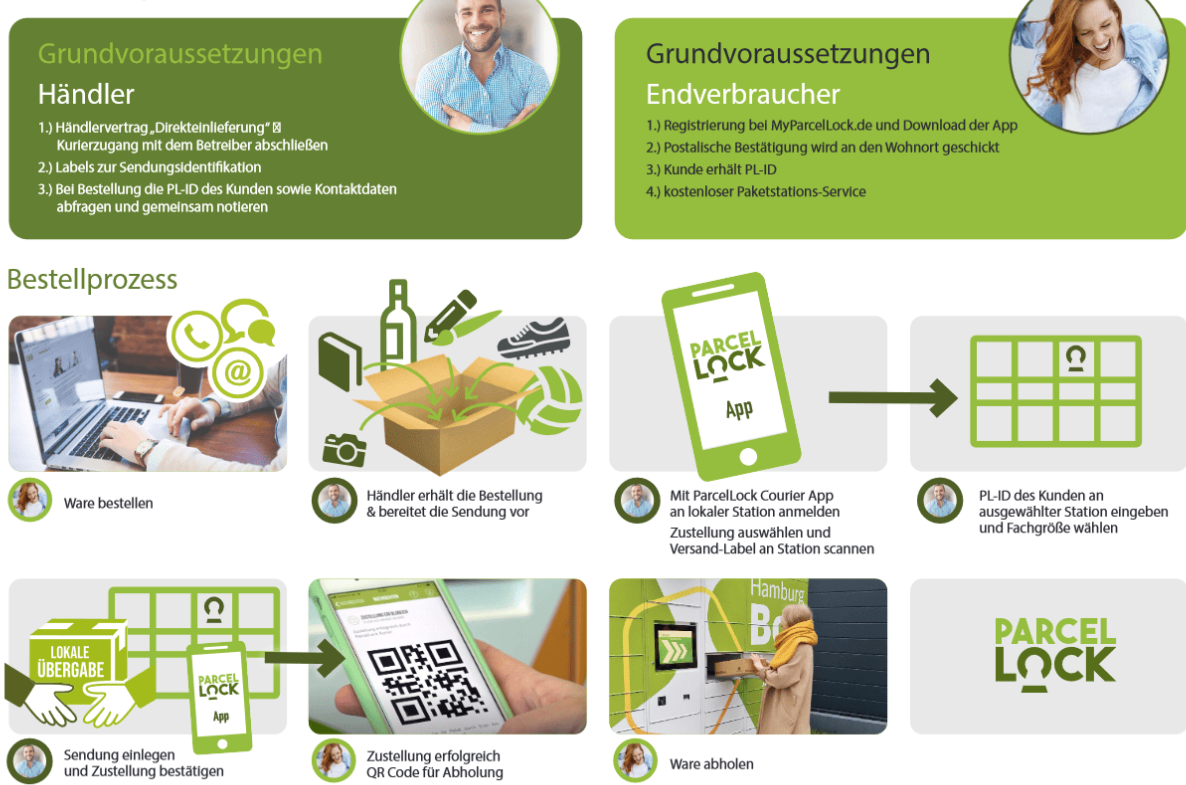 Grundvoraussetzungen
Händler
1.) Händlervertrag „Direkteinlieferung“
Kurierzugang mit dem Betreiber abschließen
2.) Labels zur Sendungsidentifikation
3.) Bei Bestellung die PL-ID des Kunden sowie Kontaktdaten
abfragen und gemeinsam notieren
Grundvoraussetzungen
Endverbraucher
1.) Registrierung bei MyParcelLock.de und Download der App
2.) Postalische Bestätigung wird an den Wohnort geschickt
3.) Kunde erhält PL-ID
4.) kostenloser Paketstations-Service
Bestellprozess
@
PARCEL
LOCK
App
Ware bestellen
Händler erhält die Bestellung
& bereitet die Sendung vor
Mit ParcelLock Courier App
an lokaler Station anmelden
Zustellung auswählen und
Versand-Label an Station scannen
PL-ID des Kunden an
ausgewählter Station eingeben
und Fachgröße wählen
LOKALE
ÜBERGABE
PARCEL
LOCK
App
Hamburg
PARCEL
LOCK
Sendung einlegen
und Zustellung bestätigen
Zustellung erfolgreich
QR Code für Abholung
Ware abholen